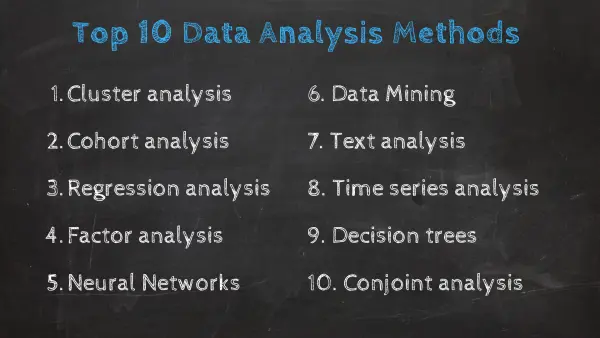 Top 10 Data Analysis Methods
1. Cluster analysis
2. Cohort analysis
3. Regression analysis
4. Factor analysis
5. Neural Networks
6. Data Mining
7. Text analysis
8. Time series analysis
9. Decision trees
10. Conjoint analysis